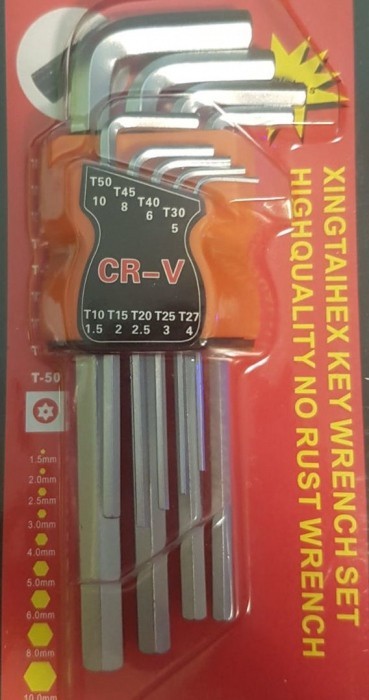 T50 T45 T40 T30
10 8 6 5
CR-V
T10 T15 T20 T25 T27
1.5 2 2.5 3 4
T-50
1.5mm
2.0mm
2.5mm
3.0mm
4.0mm
5.0mm
6.0mm
8.0mm
10.0mm
XINGTAIHEX KEY WRENCH SET
HIGHQUALITY NO RUST WRENCH